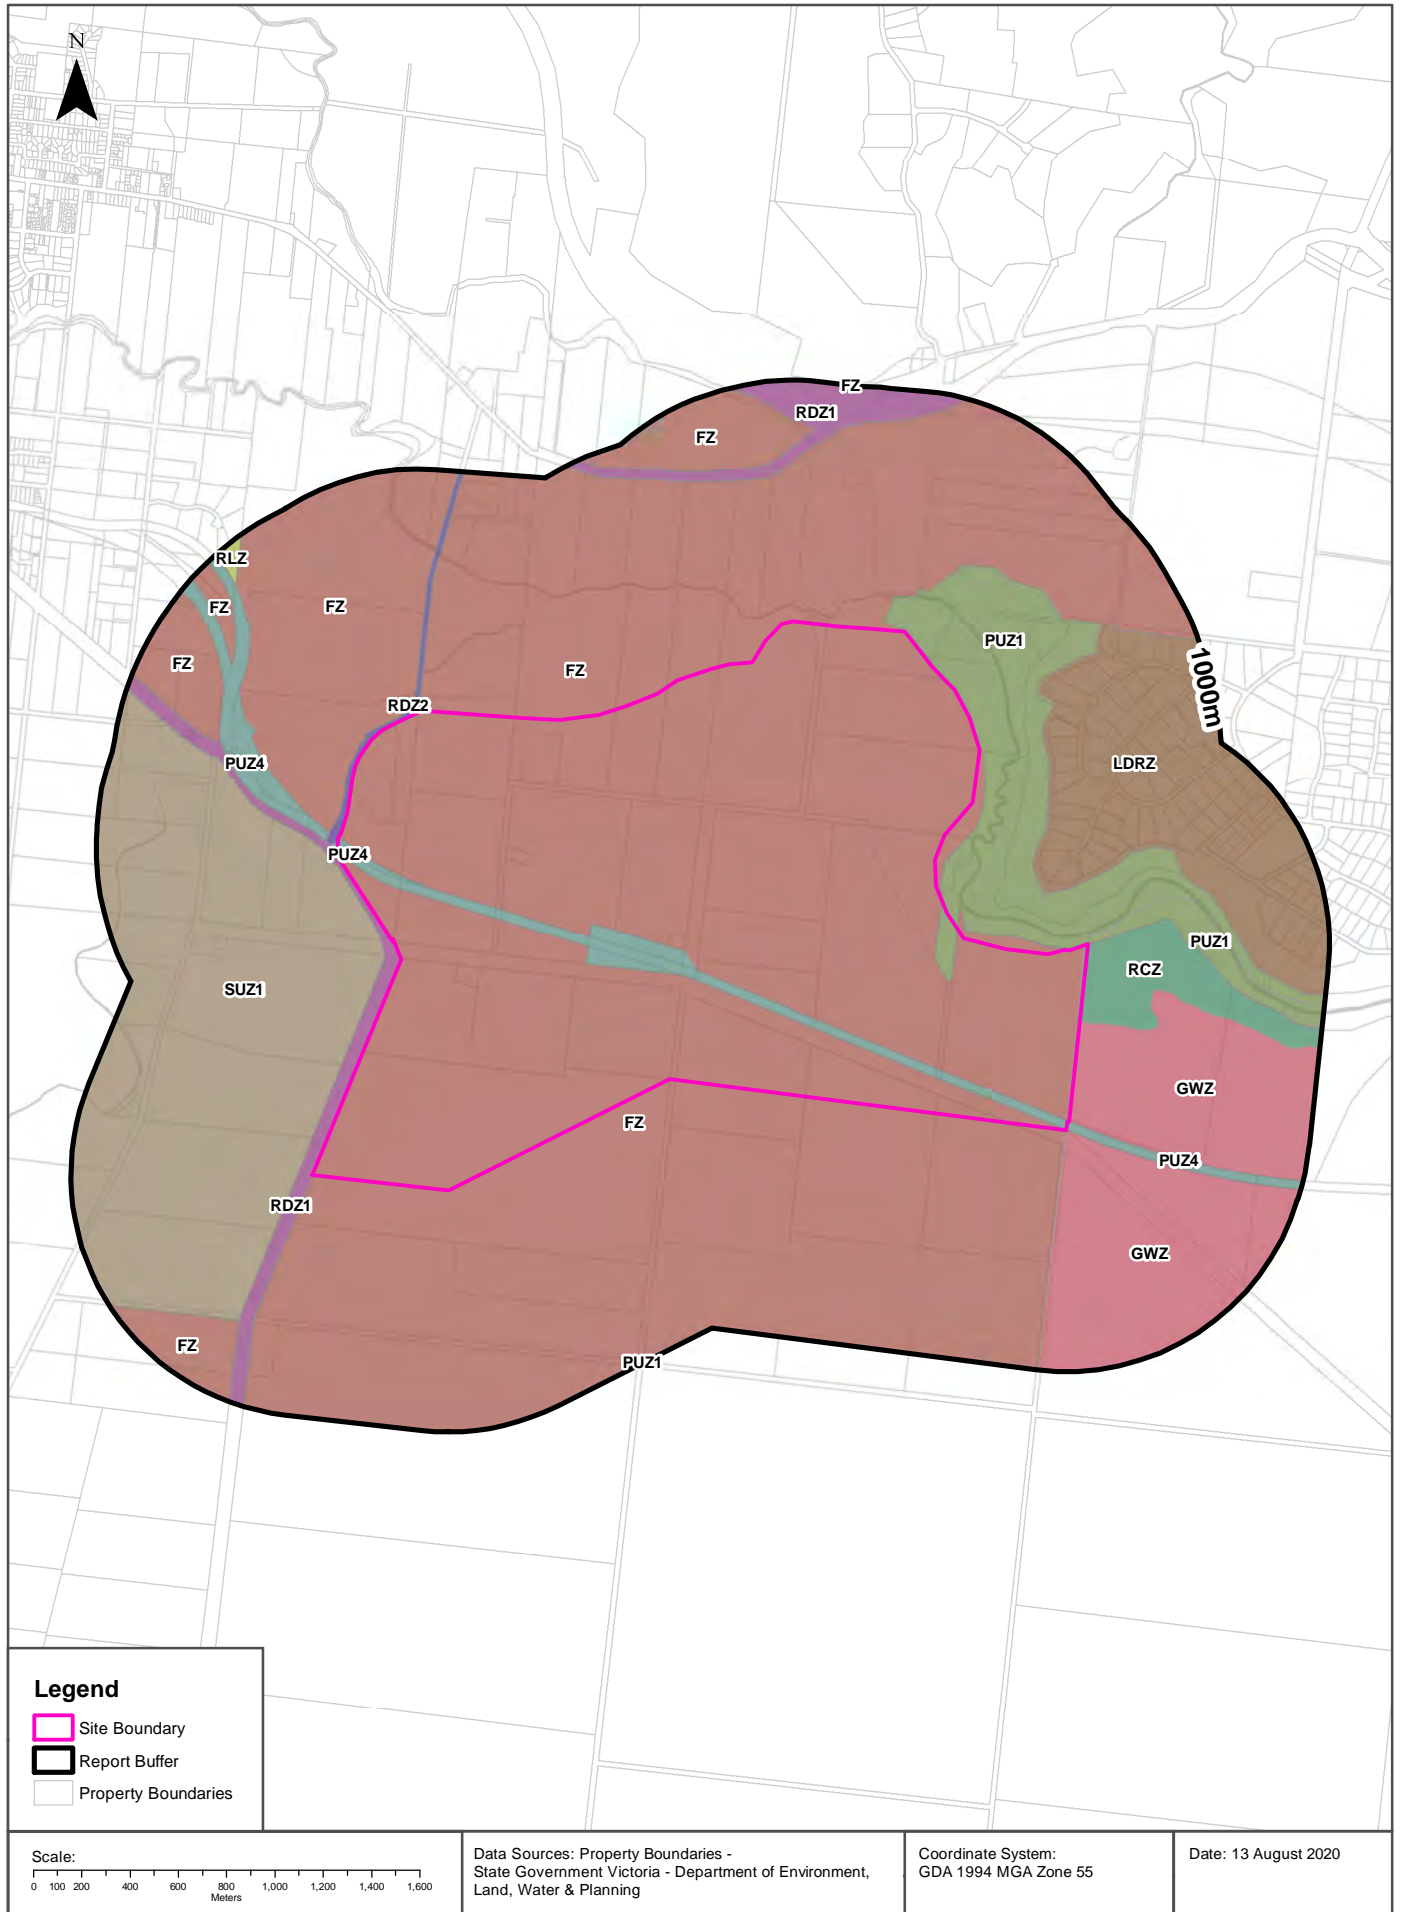 N
FZ
RDZ1
FZ
RLZ
FZ
FZ
PUZ1
1000m
FZ
FZ
RDZ2
LDRZ
PUZ4
PUZ4
PUZ1
RCZ
SUZ1
GWZ
FZ
PUZ4
RDZ1
GWZ
FZ
PUZ1
Legend
Site Boundary
Report Buffer
Property Boundaries
Scale:
0 100 200 400 600 800 1,000 1,200 1,400 1,600
Meters
Data Sources: Property Boundaries -
State Government Victoria - Department of Environment,
Land, Water & Planning
Coordinate System:
GDA 1994 MGA Zone 55
Date: 13 August 2020